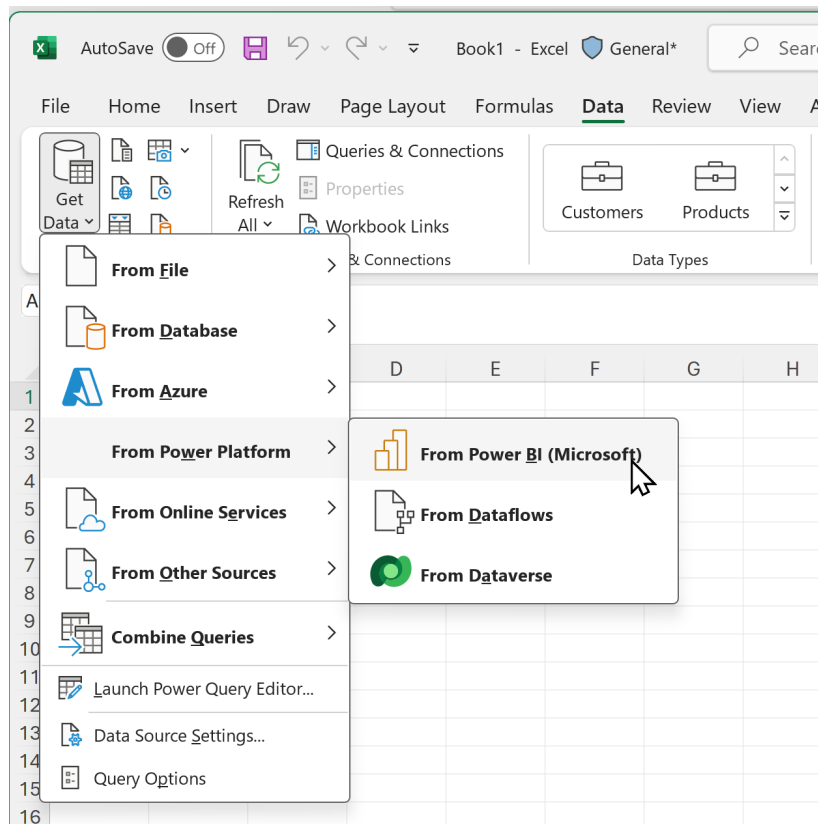 AutoSave Off Book1 - Excel General* Sear
File Home Insert Draw Page Layout Formulas Data Review View A
Get
Data
Refresh
All
Queries & Connections
Properties
Workbook Links
& Connections
Customers Products
Data Types
A
D E F G H
1
2
3
4
5
6
7
8
9
10
11
12
13
14
15
16
From File
From Database
From Azure
From Power Platform
From Online Services
From Other Sources
Combine Queries
Launch Power Query Editor...
Data Source Settings...
Query Options
From Power BI (Microsoft)
From Dataflows
From Dataverse